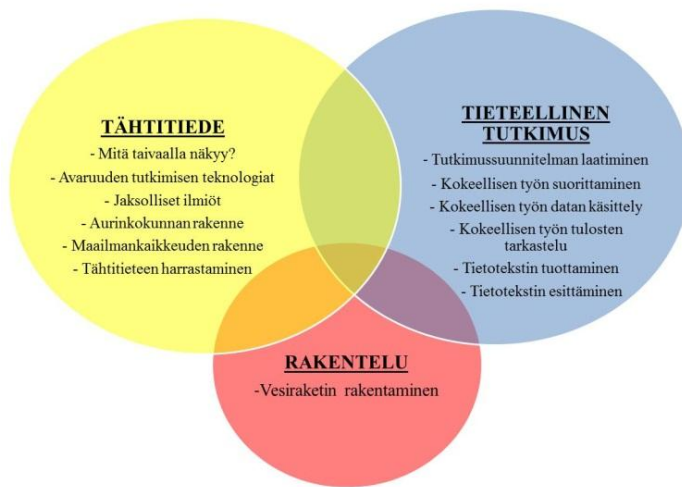 TÄHTITIEDE
- Mitä taivaalla näkyy?
- Avaruuden tutkimisen teknologiat
- Jaksolliset ilmiöt
- Aurinkokunnan rakenne
- Maailmankaikkeuden rakenne
- Tähtitieteen harrastaminen
TIETEELLINEN
TUTKIMUS
- Tutkimussuunnitelman laatiminen
- Kokeellisen työn suorittaminen
- Kokeellisen työn datan käsittely
- Kokeellisen työn tulosten
tarkastelu
- Tietotekstin tuottaminen
- Tietotekstin esittäminen
RAKENTELU
-Vesiraketin rakentaminen